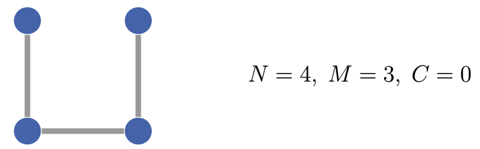 N = 4, M = 3, C = 0